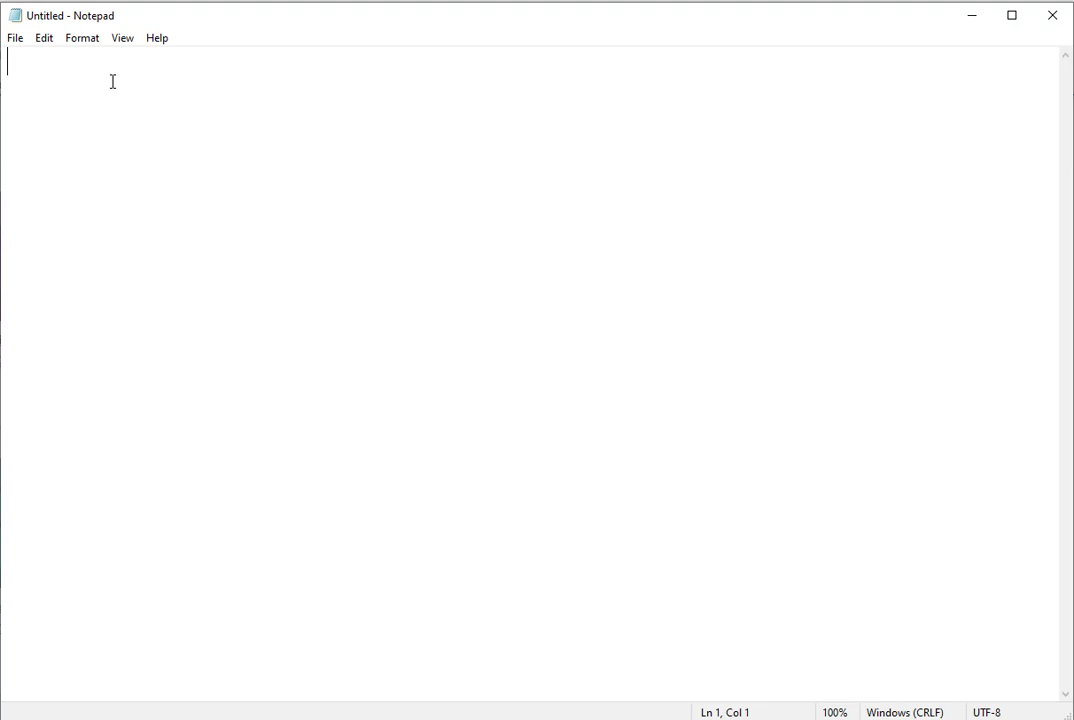 Untitled - Notepad
File Edit Format View Help
Ln 1, Col 1 100% Windows (CRLF) UTF-8